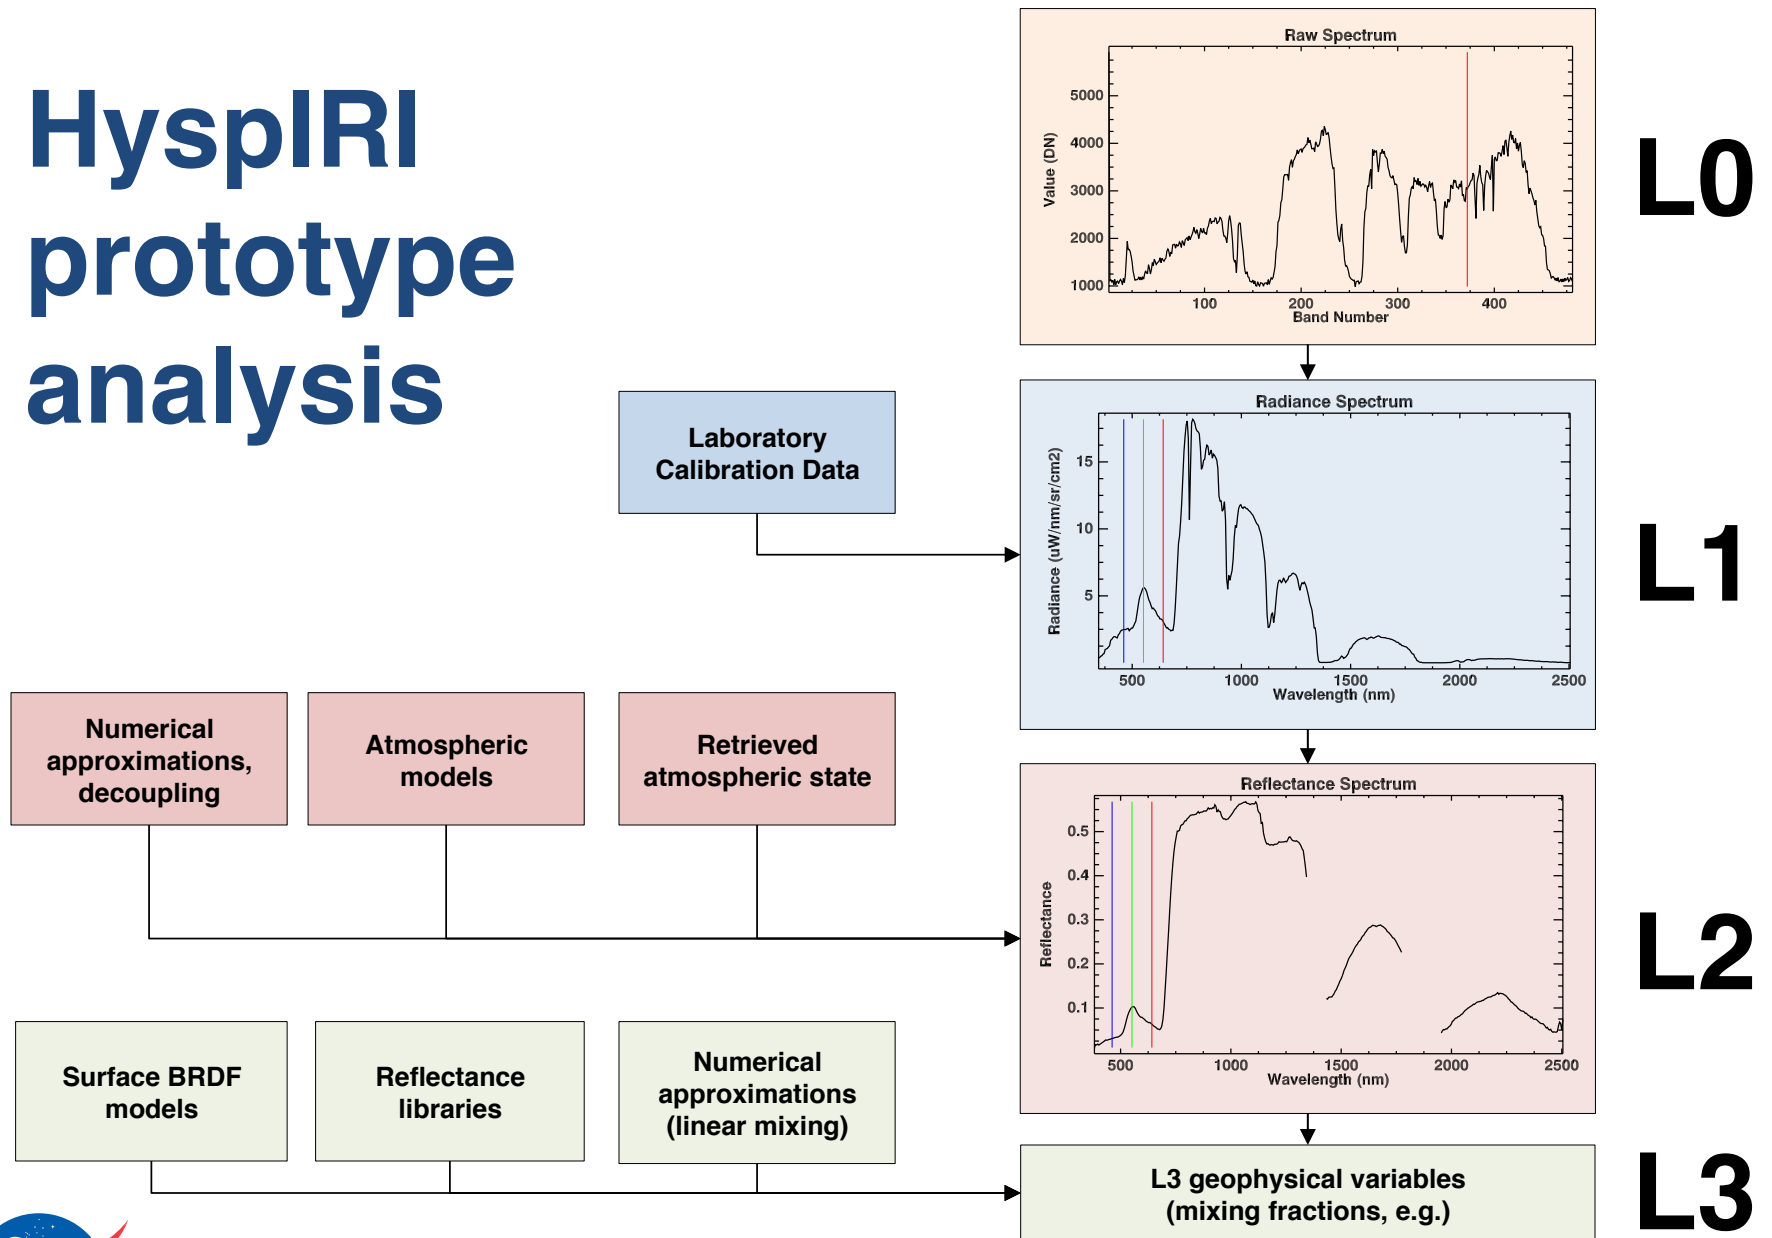 HyspIRI
prototype
analysis
Raw Spectrum
Value (DN)
5000
4000
3000
2000
1000
100
200
300
400
Band Number
L0
Laboratory
Calibration Data
Radiance Spectrum
Radiance (uW/nm/sr/cm2)
15
10
5
500
1000
1500
2000
2500
Wavelength (nm)
L1
Numerical
approximations,
decoupling
Atmospheric
models
Retrieved
atmospheric state
Reflectance Spectrum
Reflectance
0.5
0.4
0.3
0.2
0.1
500
1000
1500
2000
2500
Wavelength (nm)
L2
Surface BRDF
models
Reflectance
libraries
Numerical
approximations
(linear mixing)
L3 geophysical variables
(mixing fractions, e.g.)
L3